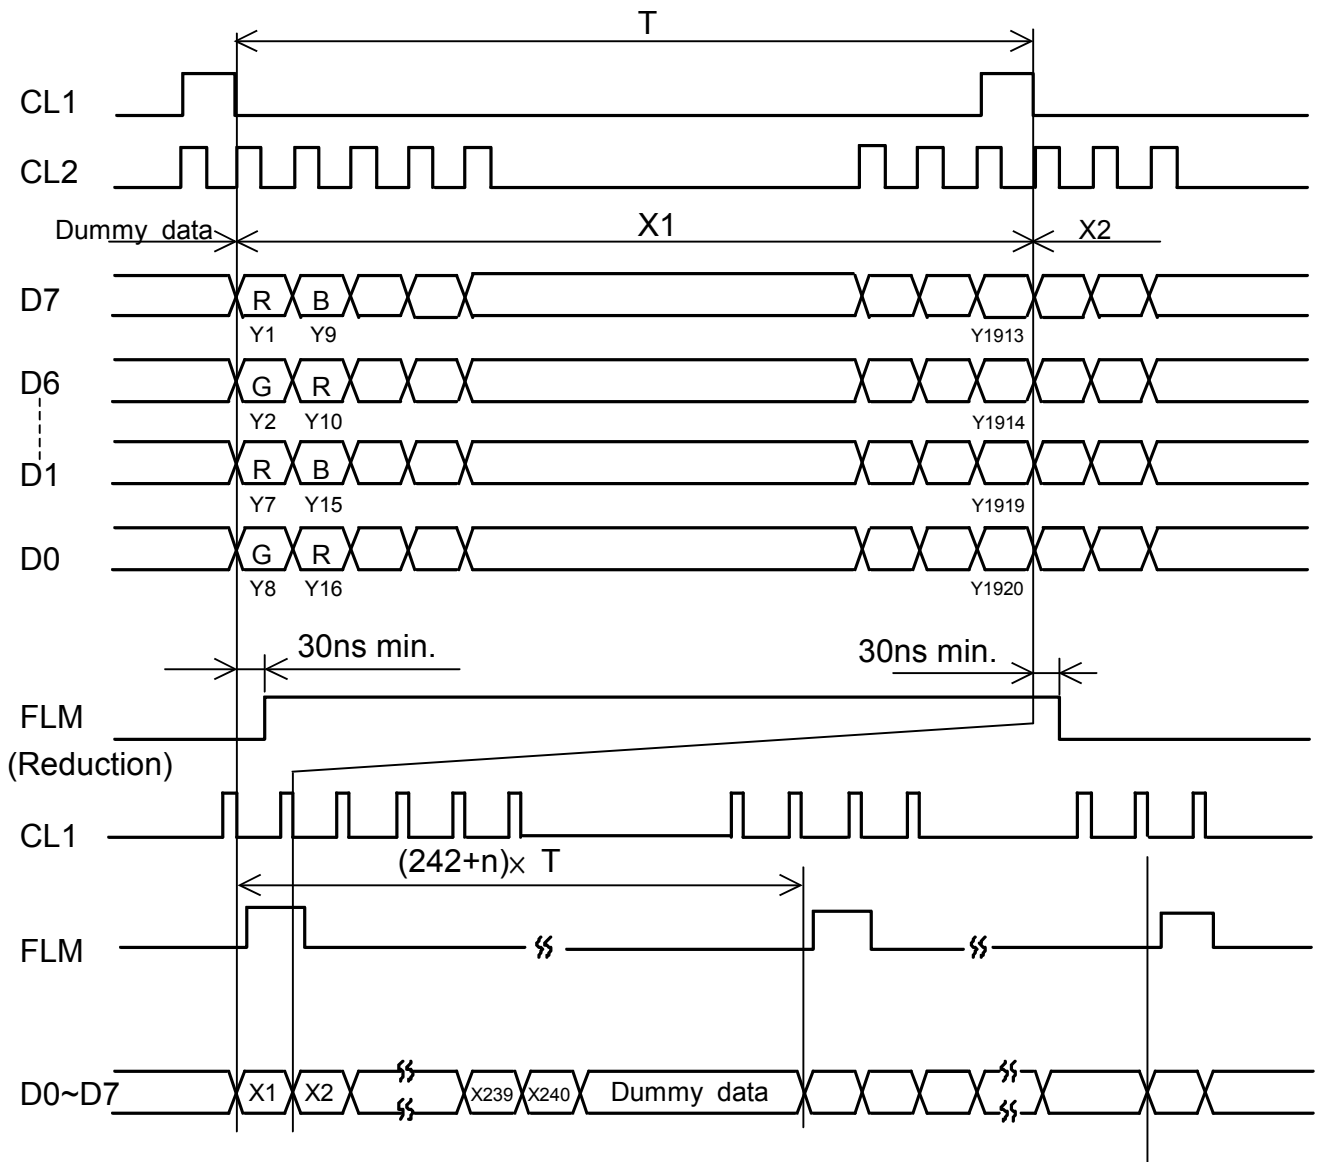 T
CL1
CL2
Dummy data
X1
X2
D7
R
B
Y1
Y9
Y1913
D6
G
R
Y2
Y10
Y1914
D1
R
B
Y7
Y15
Y1919
D0
G
R
Y8
Y16
Y1920
30ns min.
30ns min.
FLM
(Reduction)
CL1
(242+n)× T
FLM
D0~D7
X1
X2
X239
X240
Dummy data